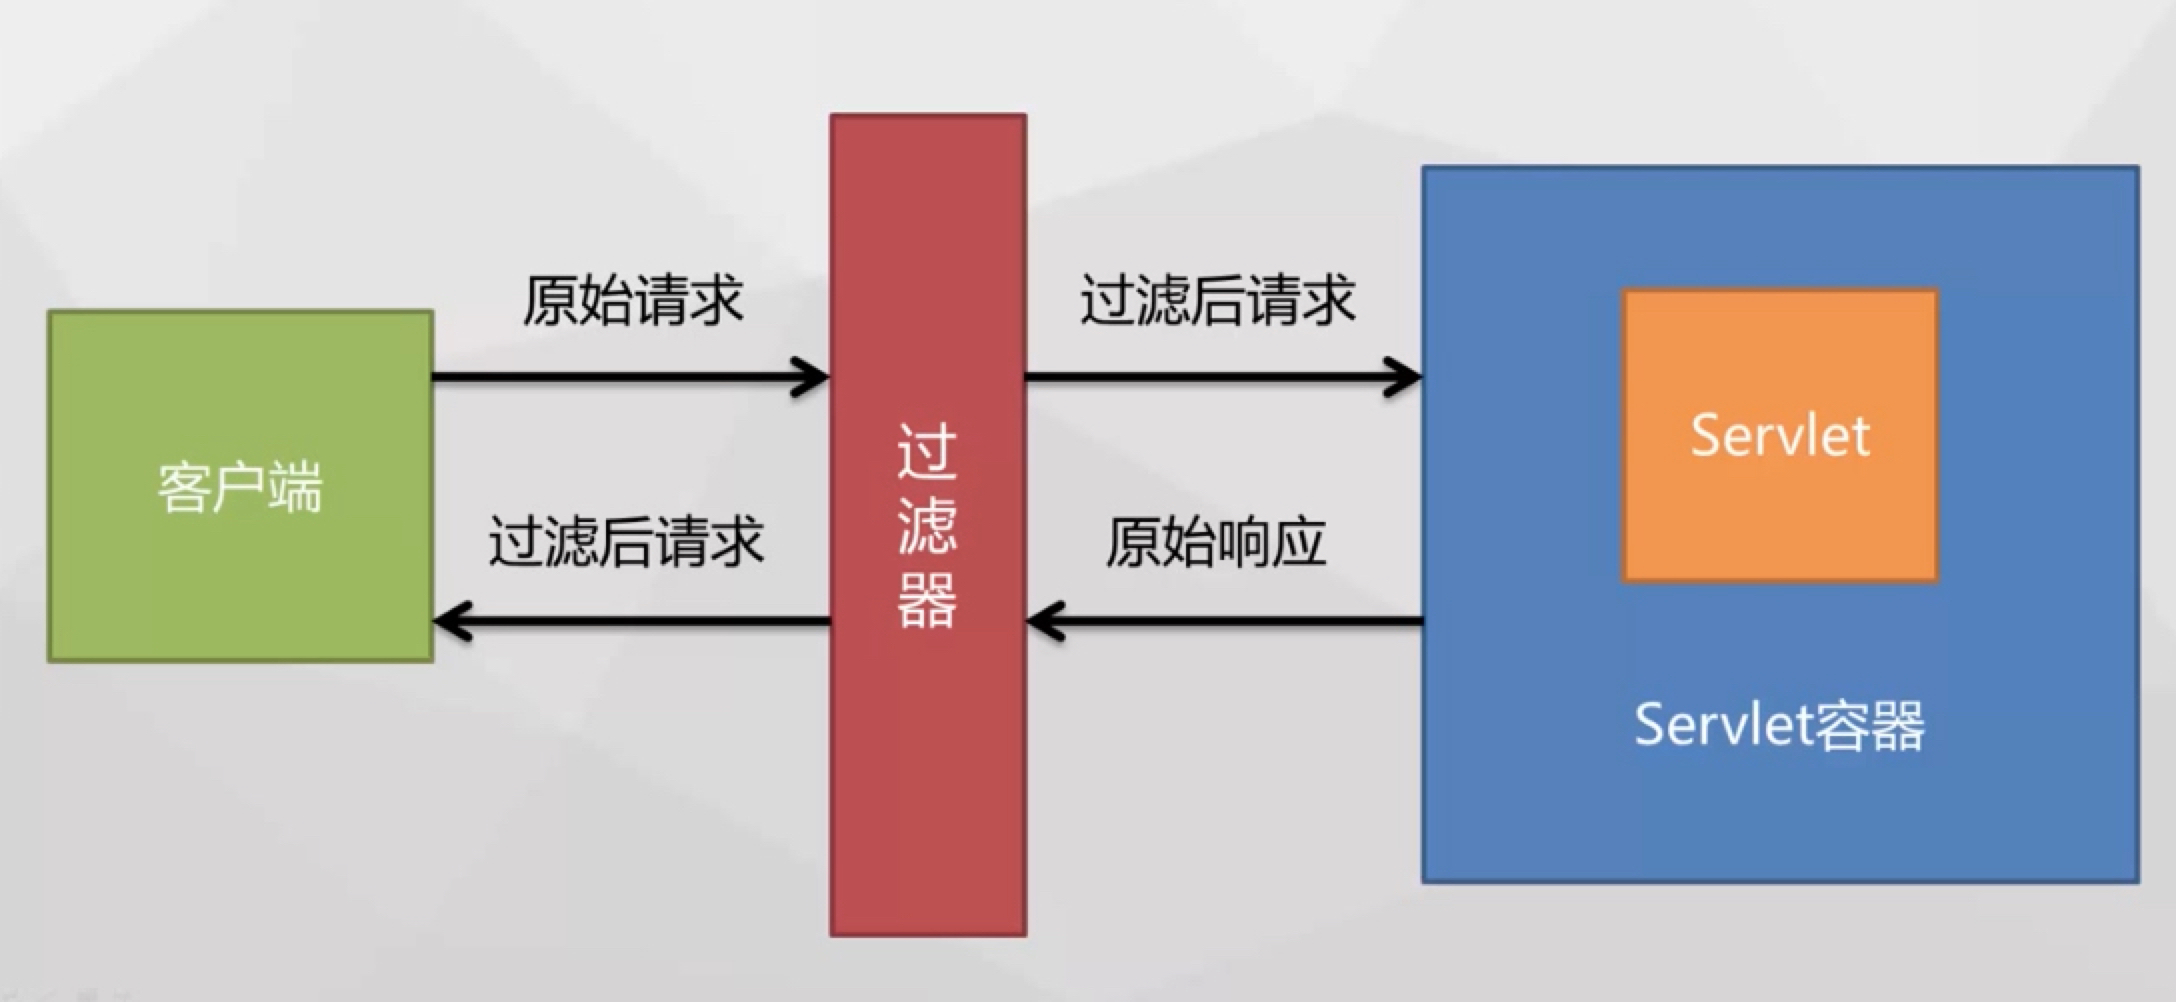 原始请求
过滤后请求
客户端
过滤后请求
过滤器
原始响应
Servlet
Servlet容器